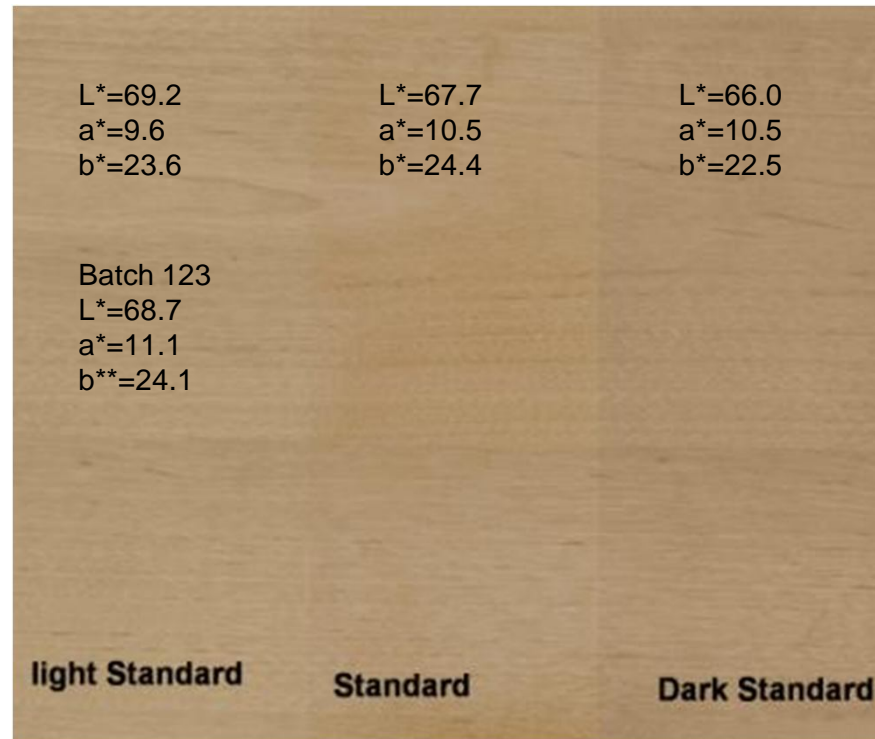 L*=69.2
a*=9.6
b*=23.6
L*=67.7
a*=10.5
b*=24.4
L*=66.0
a*=10.5
b*=22.5
Batch 123
L*=68.7
a*=11.1
b**=24.1
light Standard
Standard
Dark Standard